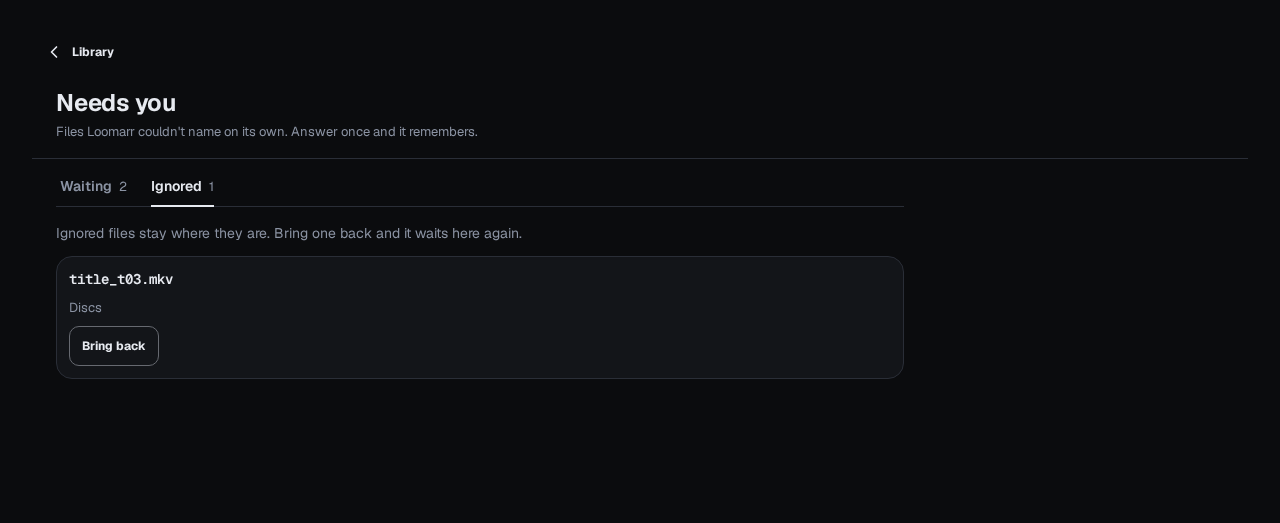 Library
Needs you
Files Loomarr couldn't name on its own. Answer once and it remembers.
Waiting 2 Ignored 1
Ignored files stay where they are. Bring one back and it waits here again.
title_t03.mkv
Discs
Bring back